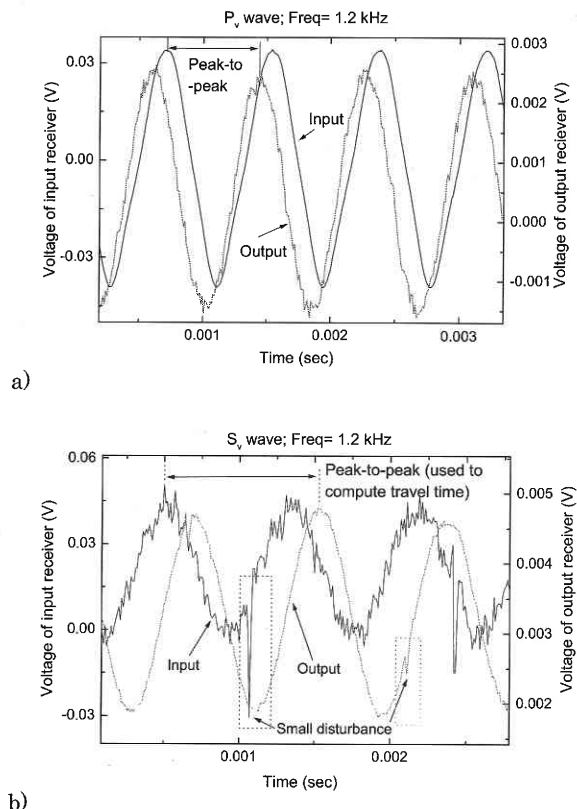 P_v wave; Freq= 1.2 kHz
Peak-to
-peak
Input
Output
0.03
0.00
-0.03
Voltage of input receiver (V)
0.003
0.002
0.001
0.000
-0.001
Voltage of output reciever (V)
0.001
0.002
0.003
Time (sec)
a)
S_v wave; Freq= 1.2 kHz
Peak-to-peak (used to
compute travel time)
Input
Output
Small disturbance
0.06
0.03
0.00
-0.03
Voltage of input receiver (V)
0.005
0.004
0.003
0.002
Voltage of output receiver (V)
0.001
0.002
Time (sec)
b)